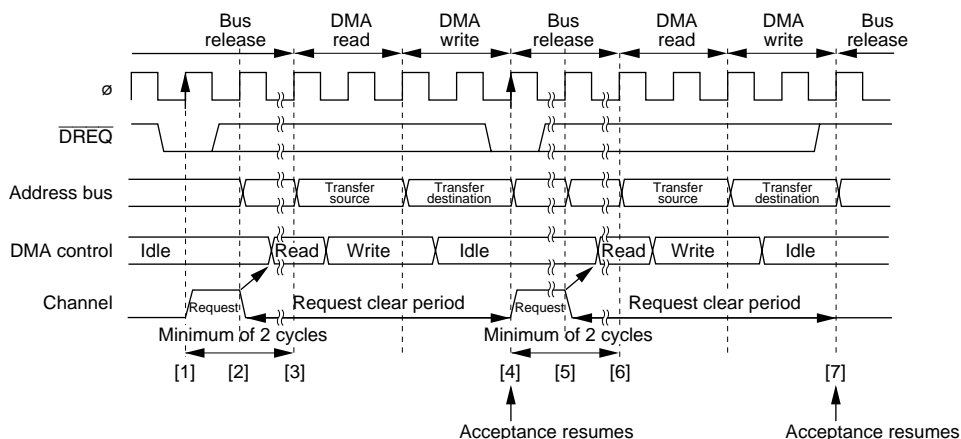 Bus release DMA read DMA write Bus release DMA read DMA write Bus release
ø
DREQ
Address bus Transfer source Transfer destination Transfer source Transfer destination
DMA control Idle Read Write Idle Read Write Idle
Channel Request Request clear period Request Request clear period
Minimum of 2 cycles Minimum of 2 cycles
[1] [2] [3] [4] [5] [6] [7]
Acceptance resumes Acceptance resumes